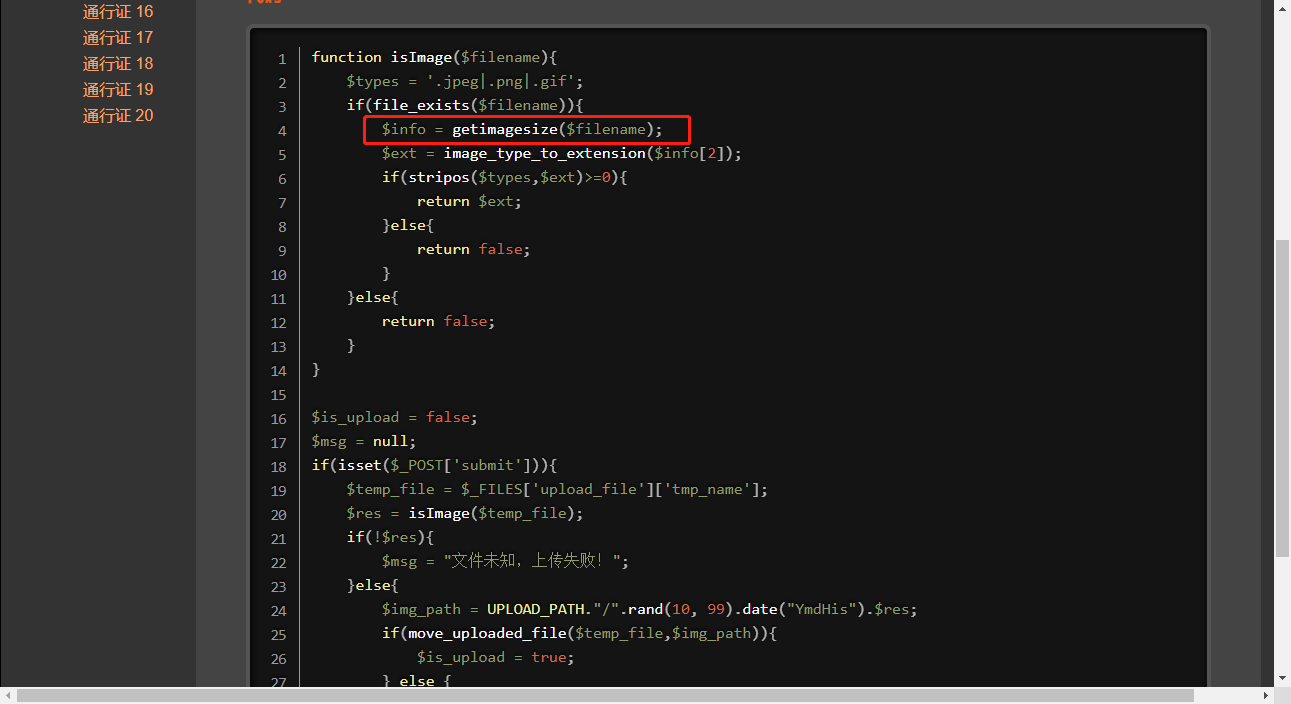 通行证 16
通行证 17
通行证 18
通行证 19
通行证 20
1 function isImage($filename){
2 $types = '.jpeg|.png|.gif';
3 if(file_exists($filename)){
4 $info = getimagesize($filename);
5 $ext = image_type_to_extension($info[2]);
6 if(stripos($types,$ext)>=0){
7 return $ext;
8 }else{
9 return false;
10 }
11 }else{
12 return false;
13 }
14 }
15
16 $is_upload = false;
17 $msg = null;
18 if(isset($_POST['submit'])){
19 $temp_file = $_FILES['upload_file']['tmp_name'];
20 $res = isImage($temp_file);
21 if(!$res){
22 $msg = "文件未知，上传失败！";
23 }else{
24 $img_path = UPLOAD_PATH."/".rand(10, 99).date("YmdHis").$res;
25 if(move_uploaded_file($temp_file,$img_path)){
26 $is_upload = true;
27 } else {